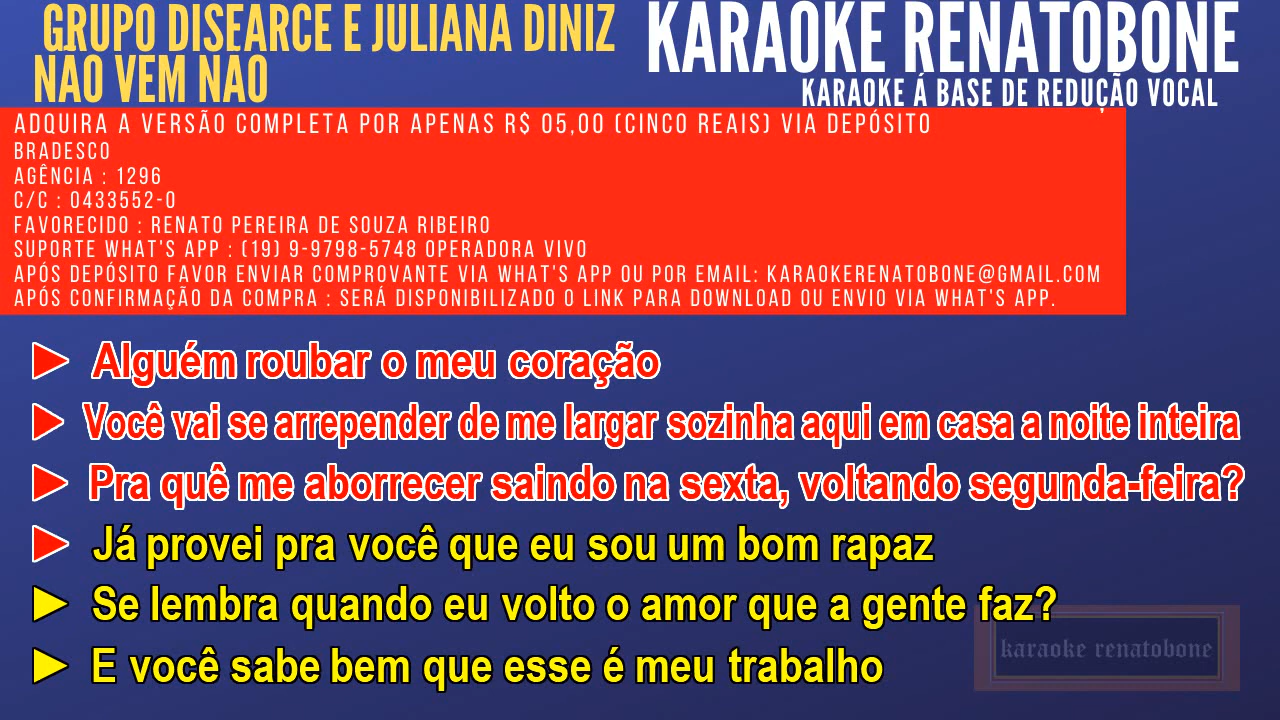 GRUPO DISEARCE E JULIANA DINIZ
NÃO VEM NÃO
KARAOKE RENATOBONE
KARAOKE Á BASE DE REDUÇÃO VOCAL
ADQUIRA A VERSÃO COMPLETA POR APENAS R$ 05,00 (CINCO REAIS) VIA DEPÓSITO
BRADESCO
AGÊNCIA : 1296
C/C : 0433552-0
FAVORECIDO : RENATO PEREIRA DE SOUZA RIBEIRO
SUPORTE WHAT'S APP : (19) 9-9798-5748 OPERADORA VIVO
APÓS DEPÓSITO FAVOR ENVIAR COMPROVANTE VIA WHAT'S APP OU POR EMAIL: KARAOKERENATOBONE@GMAIL.COM
APÓS CONFIRMAÇÃO DA COMPRA : SERÁ DISPONIBILIZADO O LINK PARA DOWNLOAD OU ENVIO VIA WHAT'S APP.
► Alguém roubar o meu coração
► Você vai se arrepender de me largar sozinha aqui em casa a noite inteira
► Pra quê me aborrecer saindo na sexta, voltando segunda-feira?
► Já provei pra você que eu sou um bom rapaz
► Se lembra quando eu volto o amor que a gente faz?
► E você sabe bem que esse é meu trabalho
karaoke renatobone